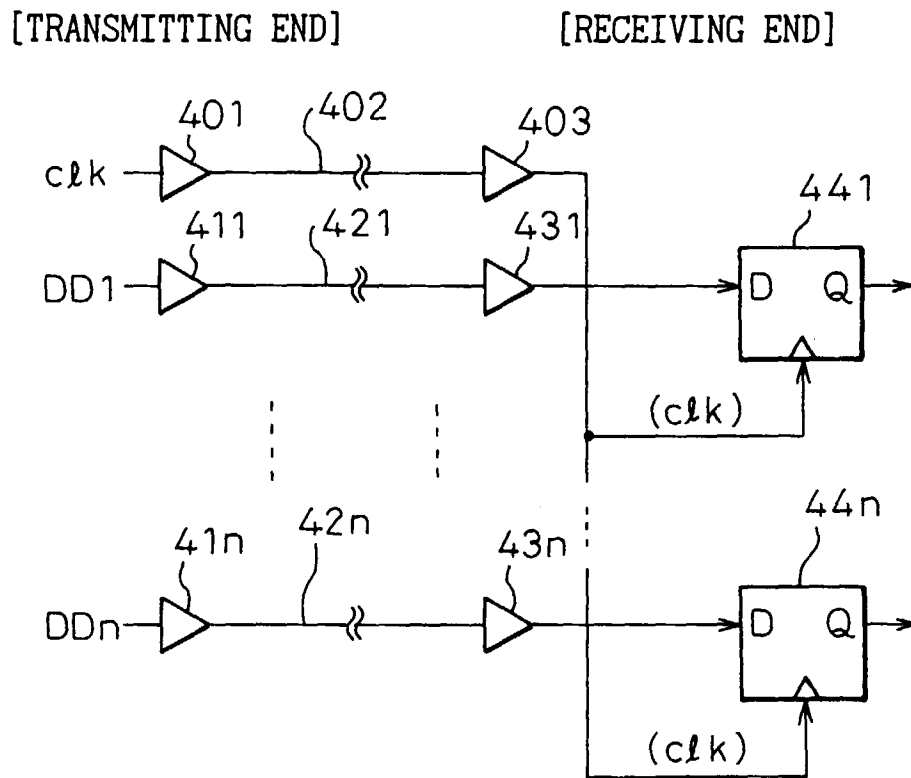 [TRANSMITTING END] [RECEIVING END]
401 402 403
clk
411 421 431 441
DD1 D Q
(clk)
41n 42n 43n 44n
DDn D Q
(clk)